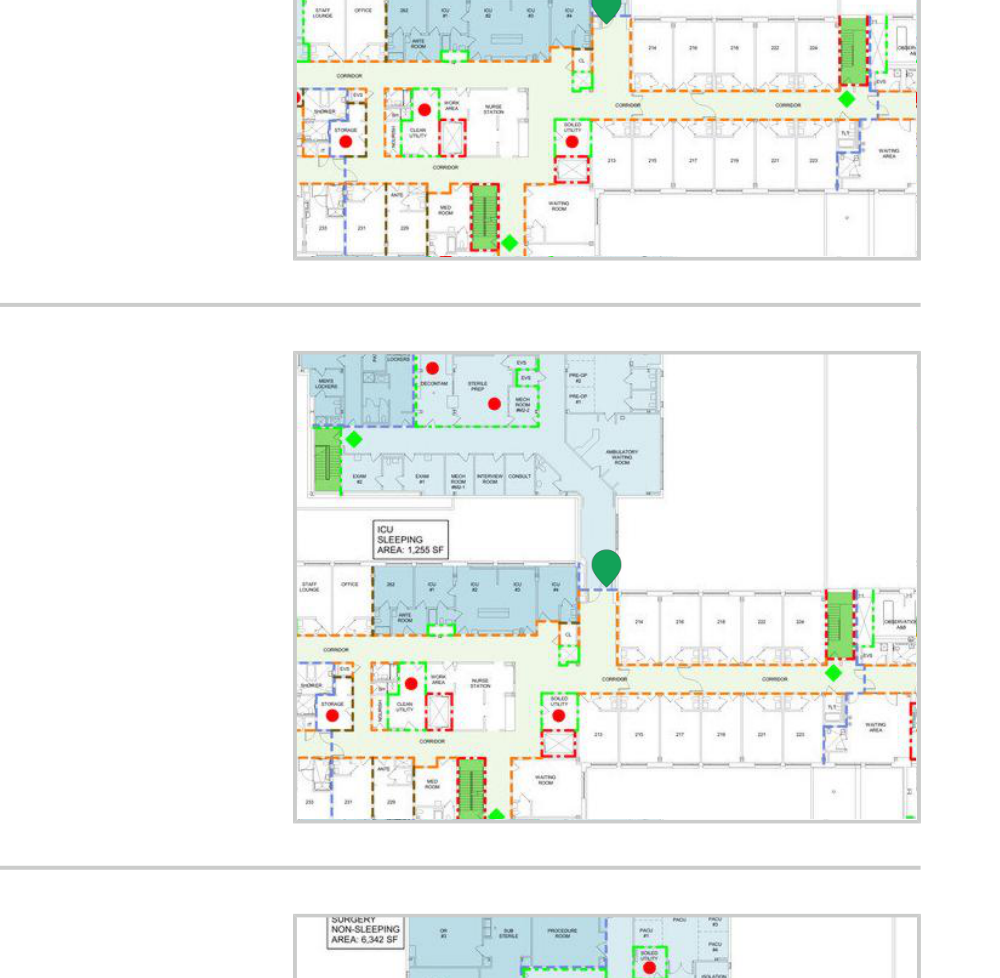 STAFF
LOUNGE
OFFICE
262
ICU
#1
ICU
#2
ICU
#3
ICU
#4
ANTE
ROOM
CL
214
216
218
222
224
CORRIDOR
EVS
EVS
SHOWER
STORAGE
NOURISH
CLEAN
UTILITY
WORK
AREA
NURSE
STATION
SOILED
UTILITY
CORRIDOR
CORRIDOR
TLT
WAITING
AREA
213
215
217
219
221
223
CORRIDOR
MED
ROOM
WAITING
ROOM
233
231
229
LOCKERS
MEN'S
LOCKERS
DECONTAM
STERILE
PREP
EVS
EVS
MECH
ROOM
#M2-2
PRE-OP
#2
PRE-OP
#1
AMBULATORY
WAITING
ROOM
EXAM
#2
EXAM
#1
MECH
ROOM
#M2-1
INTERVIEW
ROOM
CONSULT
ICU
SLEEPING
AREA: 1,255 SF
STAFF
LOUNGE
OFFICE
262
ICU
#1
ICU
#2
ICU
#3
ICU
#4
ANTE
ROOM
CL
214
216
218
222
224
OBSERVATION
CORRIDOR
EVS
EVS
SHOWER
STORAGE
NOURISH
CLEAN
UTILITY
WORK
AREA
NURSE
STATION
SOILED
UTILITY
CORRIDOR
CORRIDOR
TLT
WAITING
AREA
213
215
217
219
221
223
CORRIDOR
MED
ROOM
WAITING
ROOM
233
231
229
SURGERY
NON-SLEEPING
AREA: 6,342 SF
OR
#3
SUB
STERILE
PROCEDURE
ROOM
PACU
#1
PACU
PACU
#3
PACU
#4
SOILED
UTILITY
ISOLATION